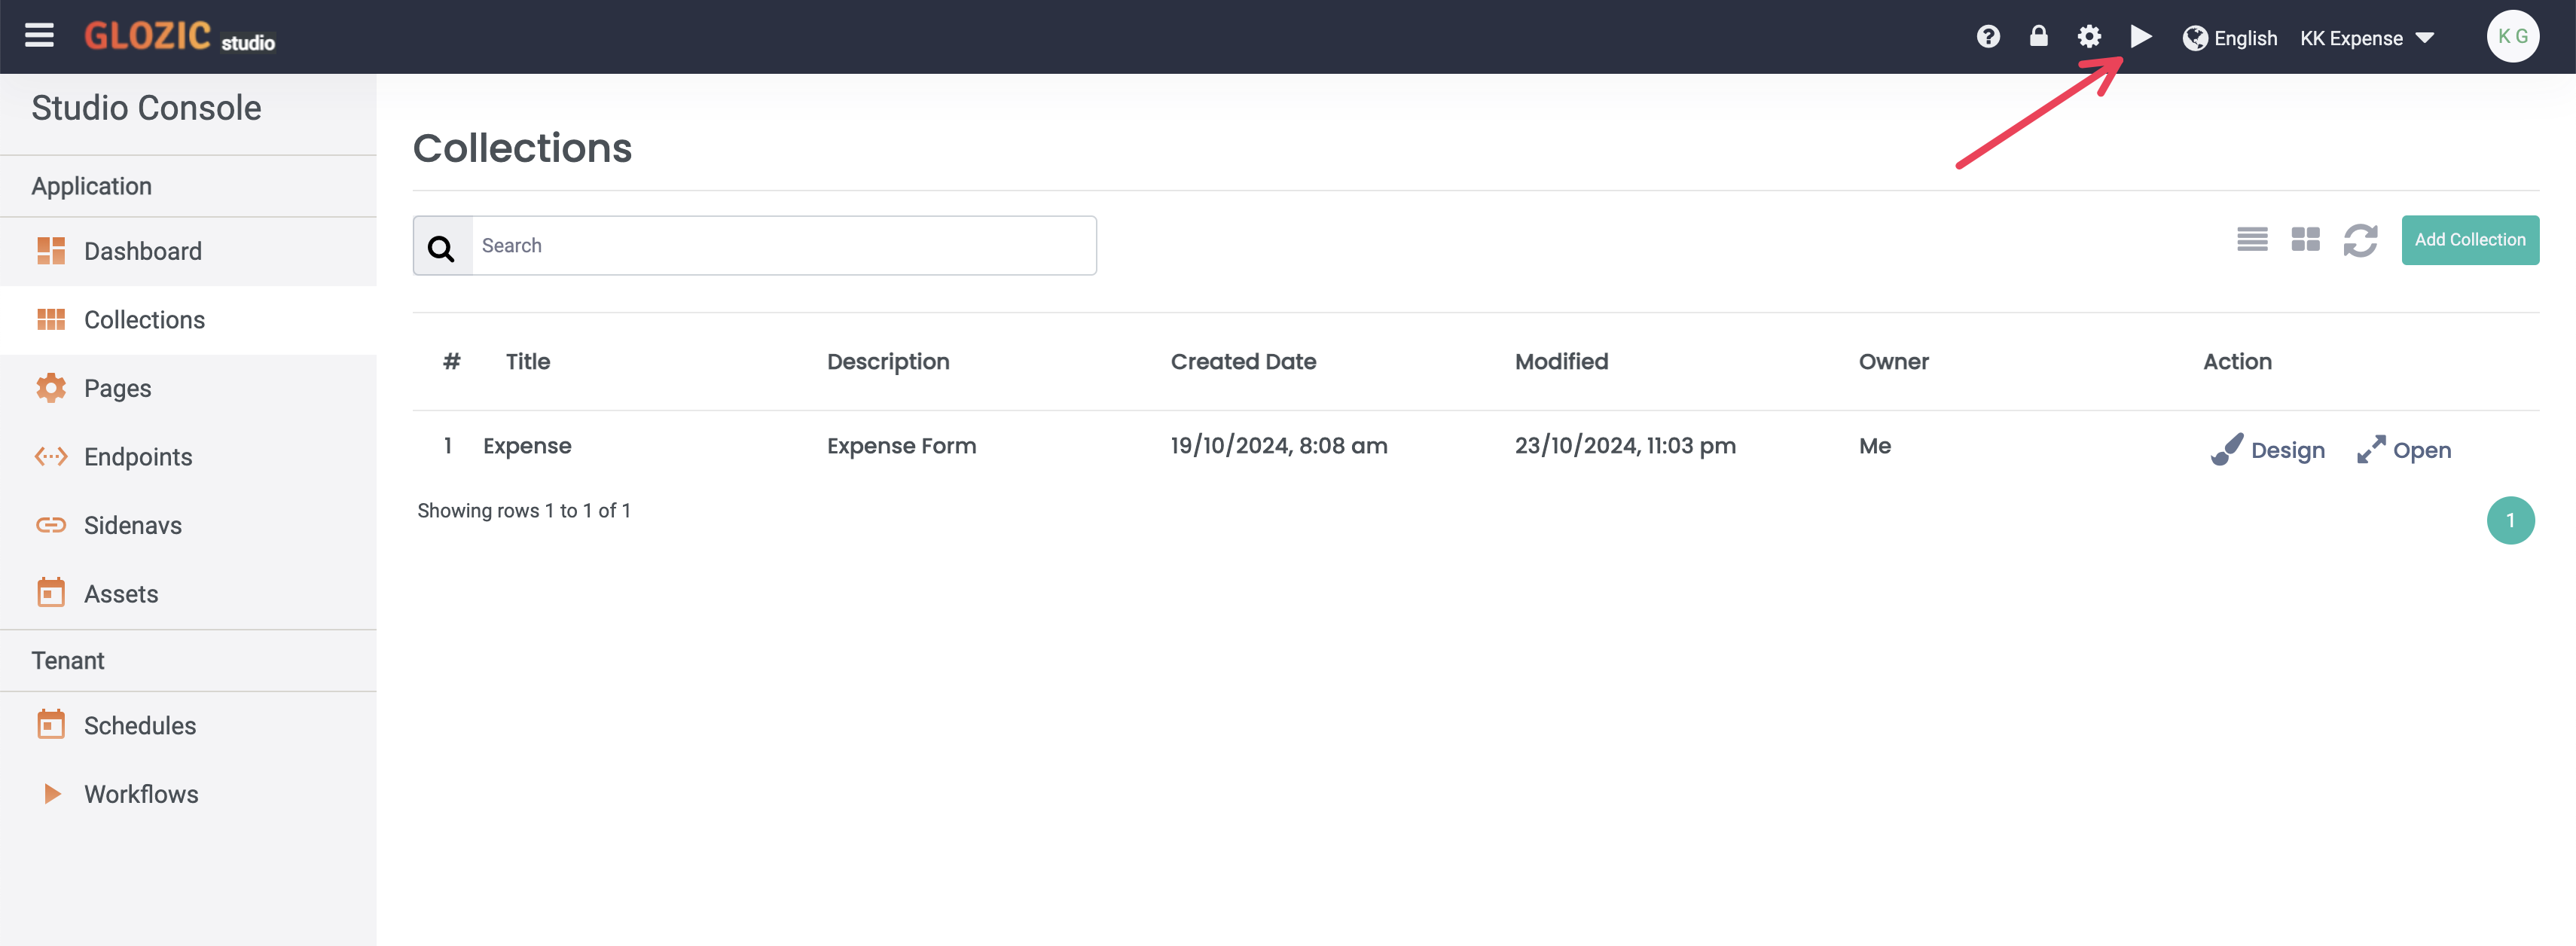 GLOZIC studio
English KK Expense K G
Studio Console
Application
Dashboard
Collections
Pages
Endpoints
Sidenavs
Assets
Tenant
Schedules
Workflows
Collections
Search
Add Collection
# Title Description Created Date Modified Owner Action
1 Expense Expense Form 19/10/2024, 8:08 am 23/10/2024, 11:03 pm Me Design Open
Showing rows 1 to 1 of 1
1